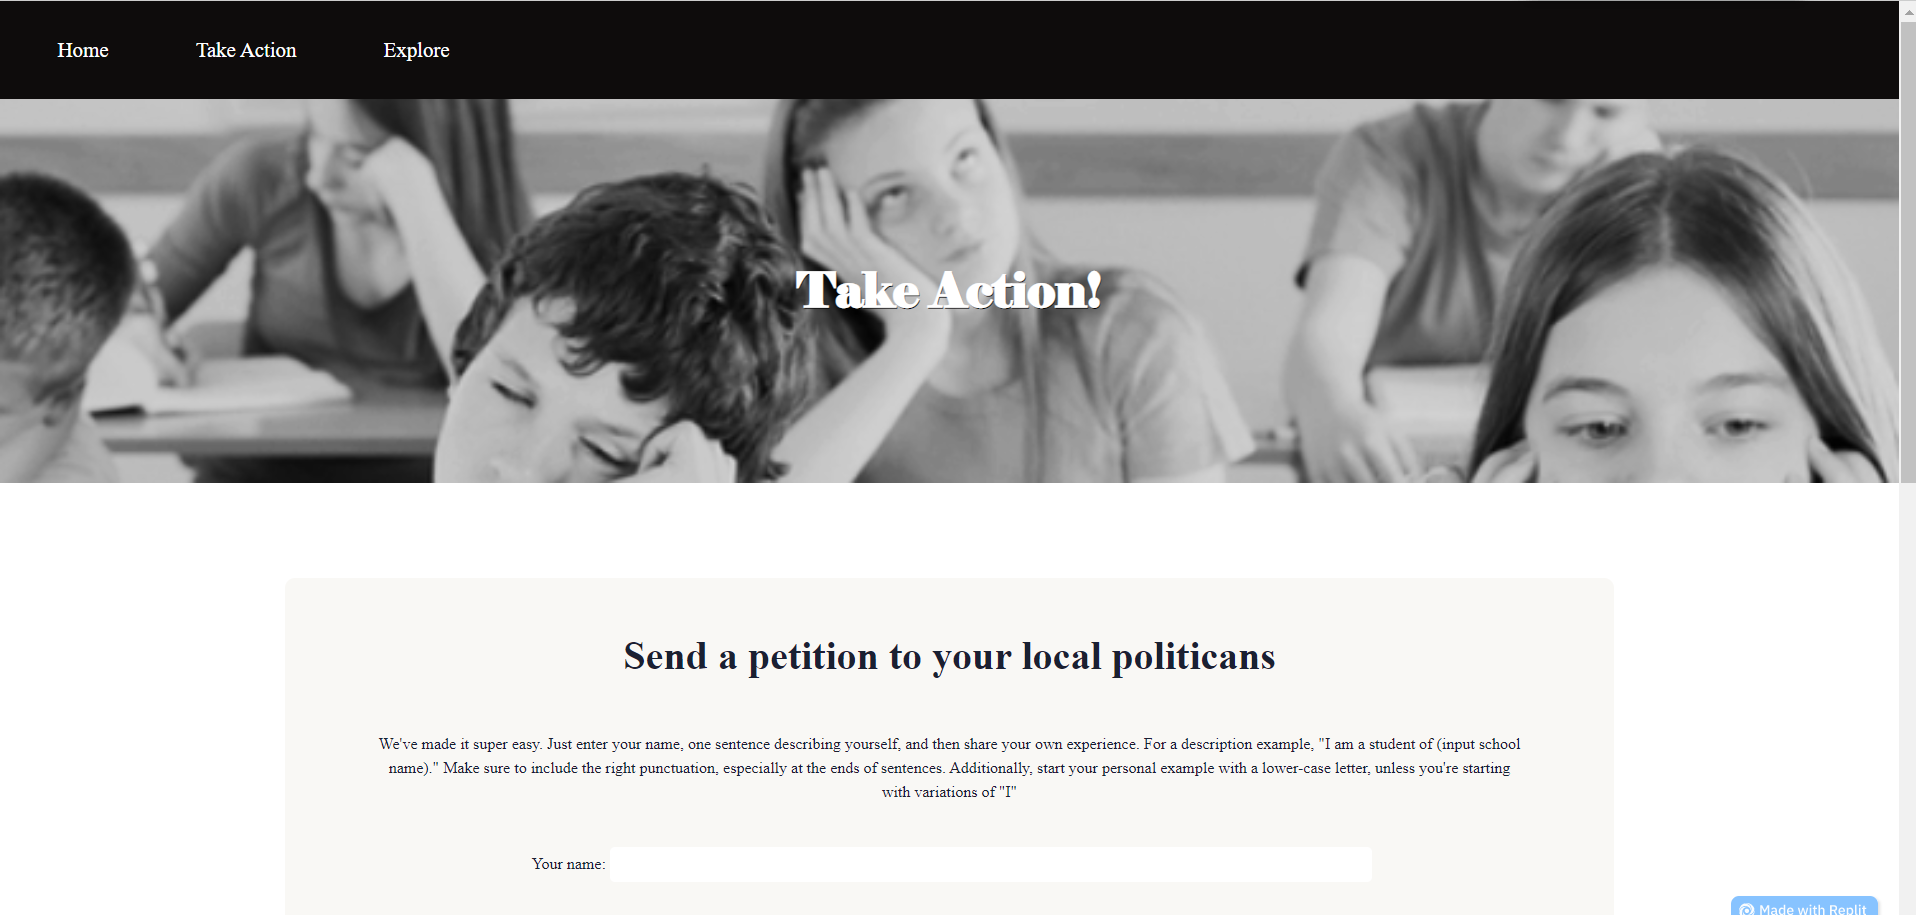 Home Take Action Explore
Take Action!
Send a petition to your local politicans
We've made it super easy. Just enter your name, one sentence describing yourself, and then share your own experience. For a description example, "I am a student of (input school
name)." Make sure to include the right punctuation, especially at the ends of sentences. Additionally, start your personal example with a lower-case letter, unless you're starting
with variations of "I"
Your name:
Made with Replit